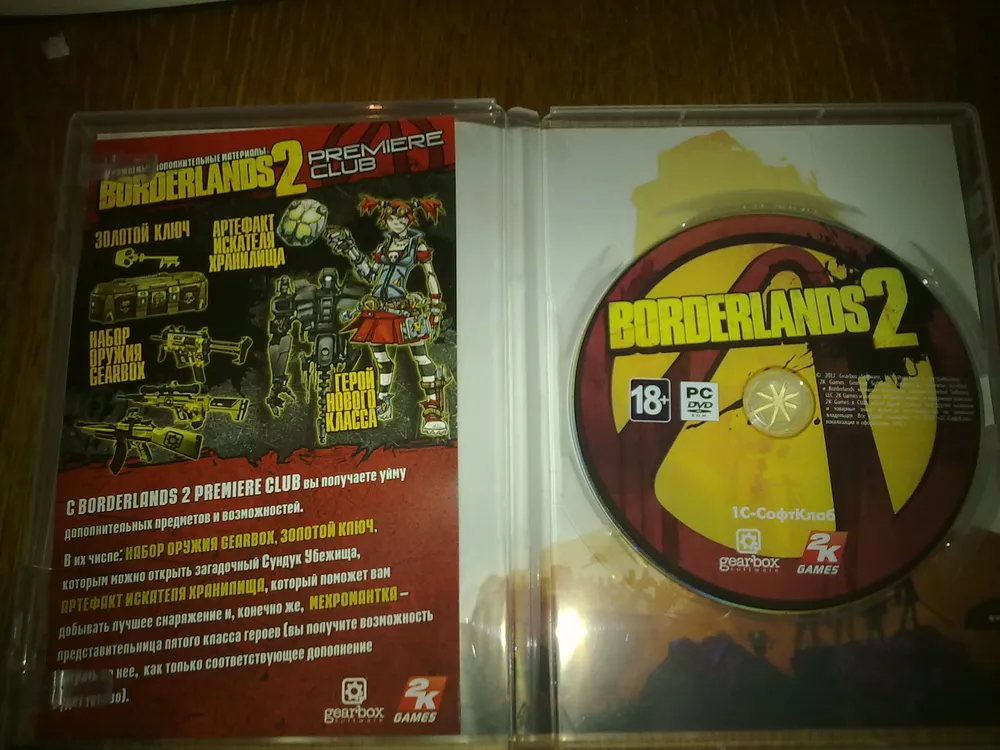 ДОПОЛНИТЕЛЬНЫЕ МАТЕРИАЛЫ
BORDERLANDS 2
PREMIERE
CLUB
ЗОЛОТОЙ КЛЮЧ
АРТЕФАКТ
ИСКАТЕЛЯ
ХРАНИЛИЩА
НАБОР
ОРУЖИЯ
GEARBOX
ГЕРОЙ
НОВОГО
КЛАССА
С BORDERLANDS 2 PREMIERE CLUB вы получаете уйму
дополнительных предметов и возможностей.
В их числе: НАБОР ОРУЖИЯ GEARBOX, ЗОЛОТОЙ КЛЮЧ,
которым можно открыть загадочный Сундук Убежища,
АРТЕФАКТ ИСКАТЕЛЯ ХРАНИЛИЩА, который поможет вам
добывать лучшее снаряжение и, конечно же, МЕХРОМАНТКА –
представительница пятого класса героев (вы получите возможность
нее, как только соответствующее дополнение
gearbox
software
2K
GAMES
BORDERLANDS 2
18+
PC
DVD
ROM
1С-СофтКлаб
gearbox
software
2K
GAMES